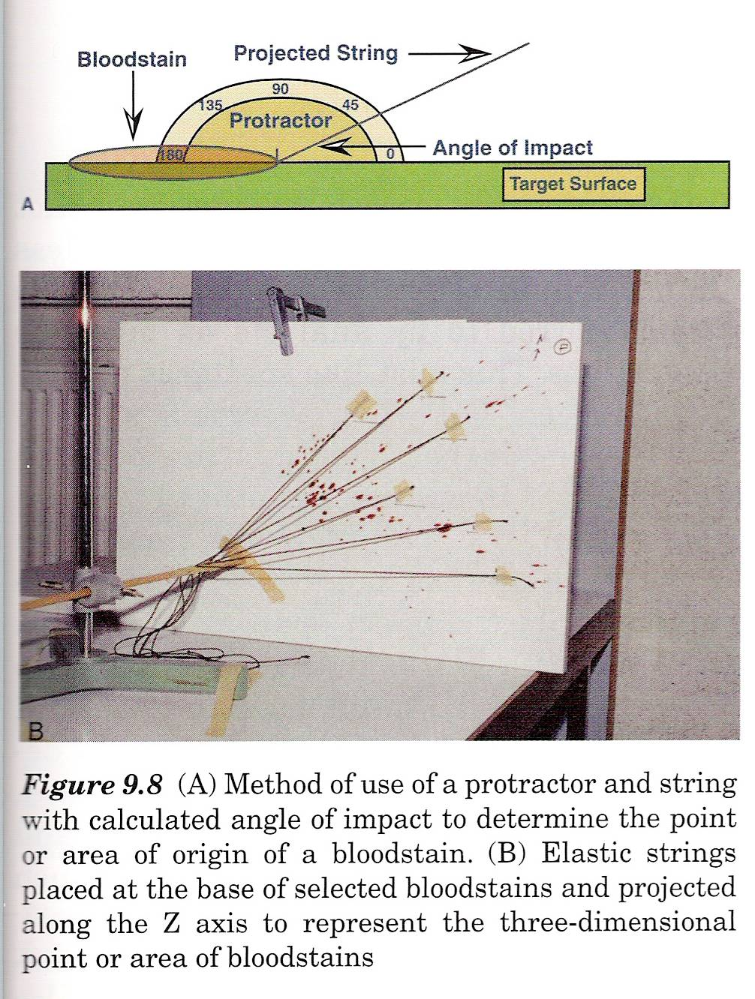 Bloodstain
Projected String
90
135
45
Protractor
180
0
Angle of Impact
Target Surface
A
B
Figure 9.8 (A) Method of use of a protractor and string
with calculated angle of impact to determine the point
or area of origin of a bloodstain. (B) Elastic strings
placed at the base of selected bloodstains and projected
along the Z axis to represent the three-dimensional
point or area of bloodstains